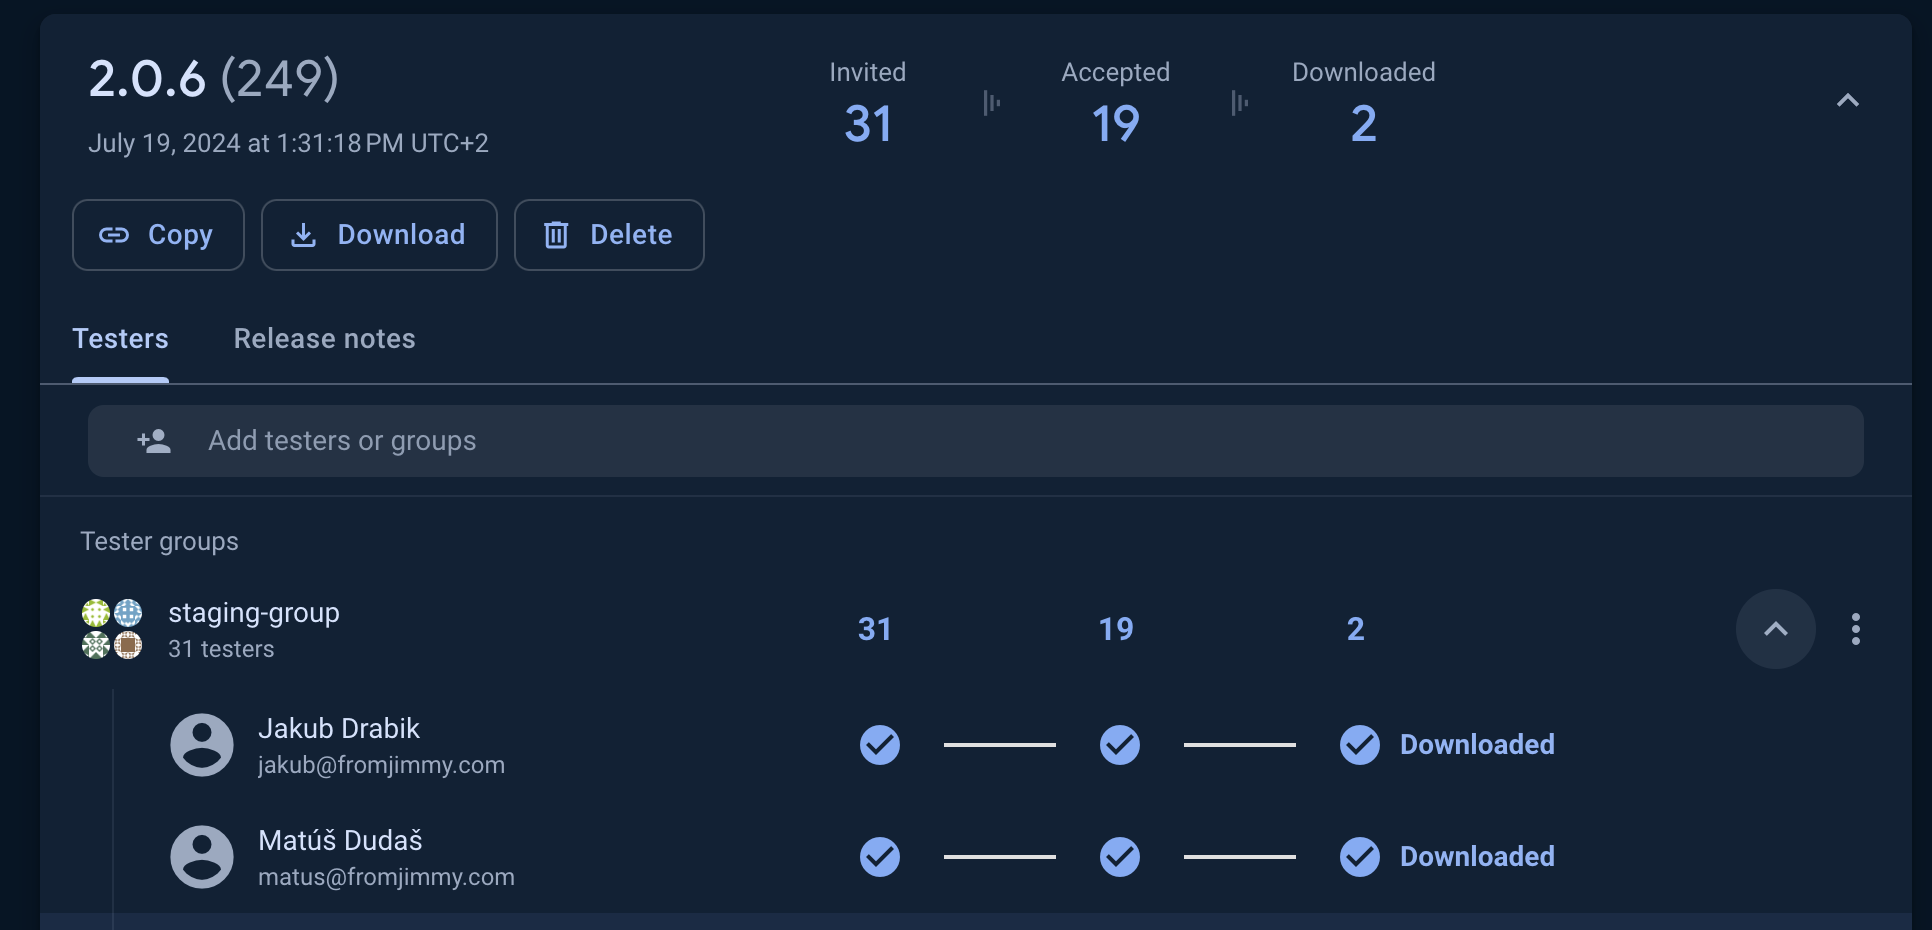 2.0.6 (249)
July 19, 2024 at 1:31:18 PM UTC+2
Invited
31
Accepted
19
Downloaded
2
Copy
Download
Delete
Testers
Release notes
Add testers or groups
Tester groups
staging-group
31 testers
31
19
2
Jakub Drabik
jakub@fromjimmy.com
Downloaded
Matúš Dudaš
matus@fromjimmy.com
Downloaded